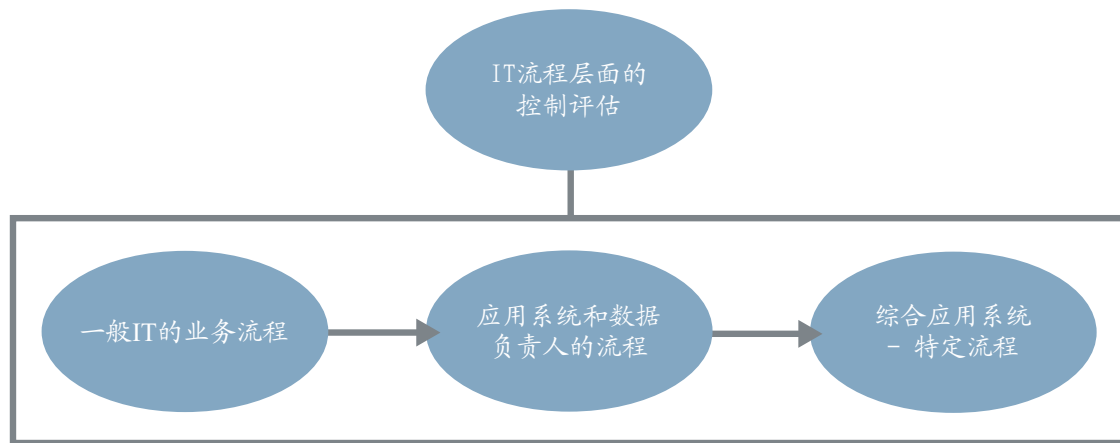 IT流程层面的
控制评估
一般IT的业务流程
应用系统和数据
负责人的流程
综合应用系统
- 特定流程